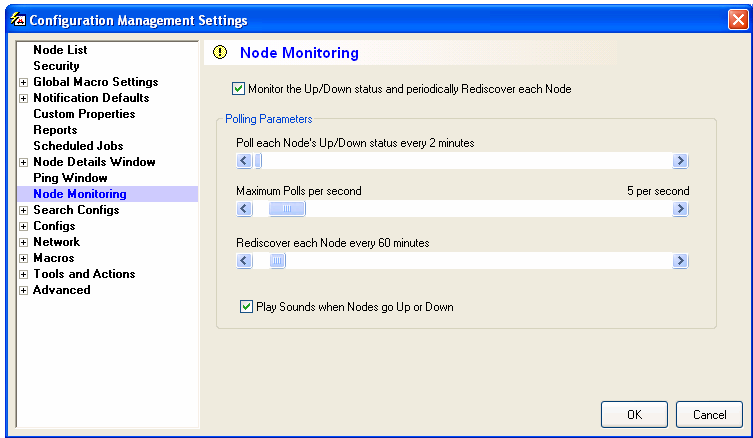 Configuration Management Settings
Node List
Security
Global Macro Settings
Notification Defaults
Custom Properties
Reports
Scheduled Jobs
Node Details Window
Ping Window
Node Monitoring
Search Configs
Configs
Network
Macros
Tools and Actions
Advanced
Node Monitoring
Monitor the Up/Down status and periodically Rediscover each Node
Polling Parameters
Poll each Node's Up/Down status every 2 minutes
Maximum Polls per second 5 per second
Rediscover each Node every 60 minutes
Play Sounds when Nodes go Up or Down
OK Cancel